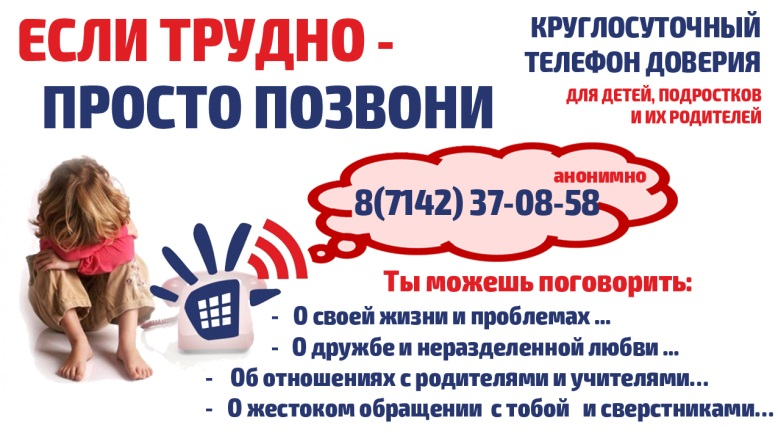 ЕСЛИ ТРУДНО -
ПРОСТО ПОЗВОНИ
КРУГЛОСУТОЧНЫЙ
ТЕЛЕФОН ДОВЕРИЯ
ДЛЯ ДЕТЕЙ, ПОДРОСТКОВ
И ИХ РОДИТЕЛЕЙ
анонимно
8(7142) 37-08-58
Ты можешь поговорить:
- О своей жизни и проблемах ...
- О дружбе и неразделенной любви ...
- Об отношениях с родителями и учителями...
- О жестоком обращении с тобой и сверстниками...